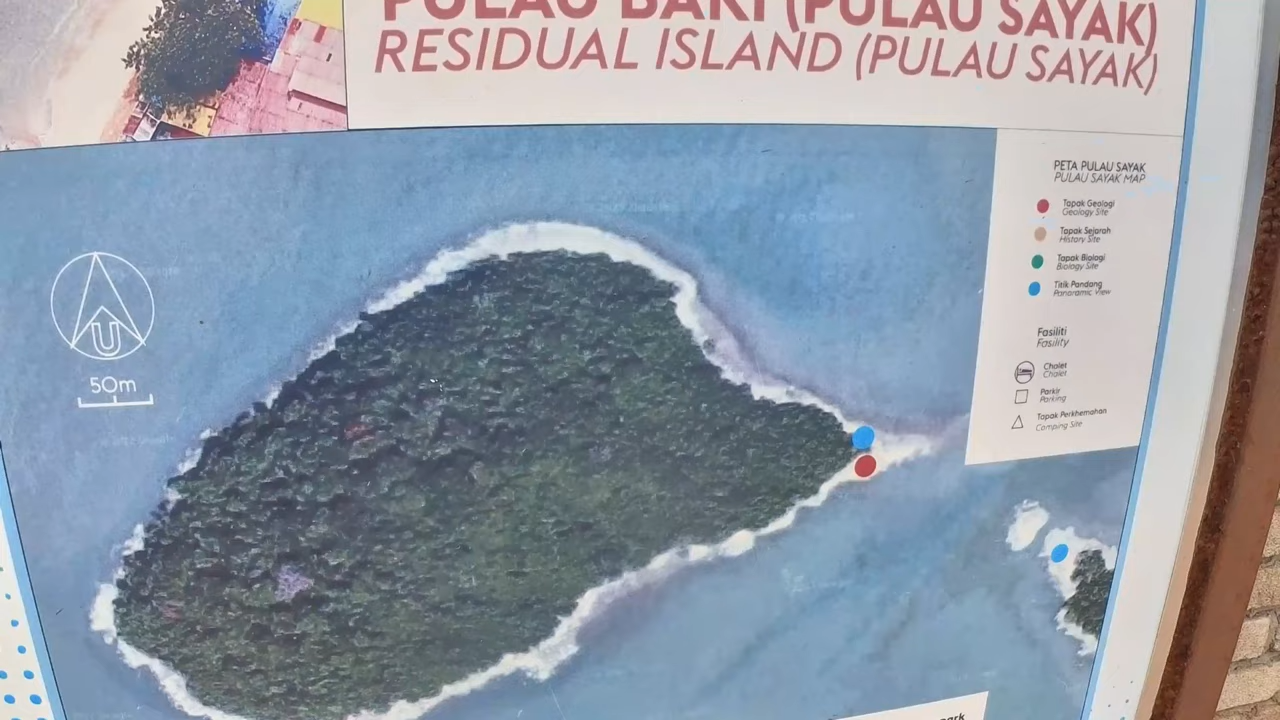 PULAU BAKI (PULAU SAYAK)
RESIDUAL ISLAND (PULAU SAYAK)
PETA PULAU SAYAK
PULAU SAYAK MAP
Tapak Geologi
Geology Site
Tapak Sejarah
History Site
Tapak Biologi
Biology Site
Titik Pandang
Panoramic View
Fasiliti
Fasility
Chalet
Chalet
Parkir
Parking
Tapak Perkhemahan
Camping Site
U
50m